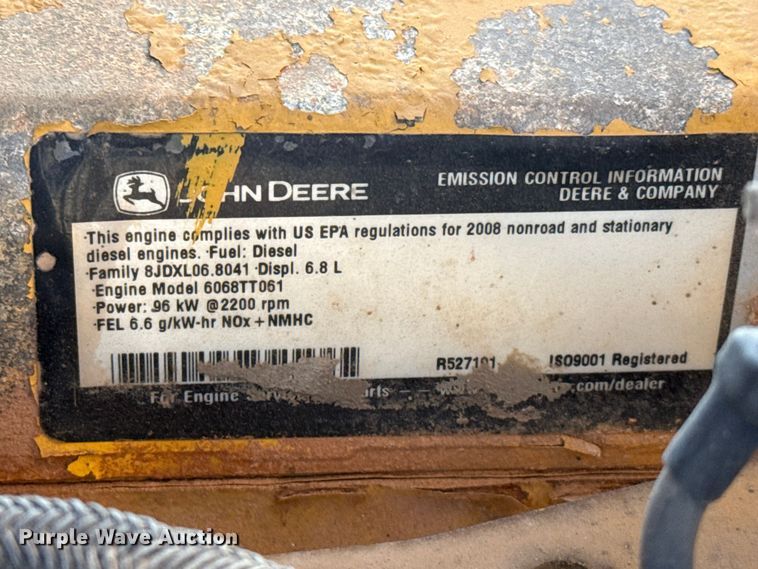 JOHN DEERE
EMISSION CONTROL INFORMATION
DEERE & COMPANY
·This engine complies with US EPA regulations for 2008 nonroad and stationary
diesel engines. ·Fuel: Diesel
·Family 8JDXL06.8041 ·Displ. 6.8 L
·Engine Model 6068TT061
·Power: 96 kW @2200 rpm
·FEL 6.6 g/kW-hr NOx + NMHC
ISO9001 Registered
For Engine .com/dealer
Purple Wave Auction